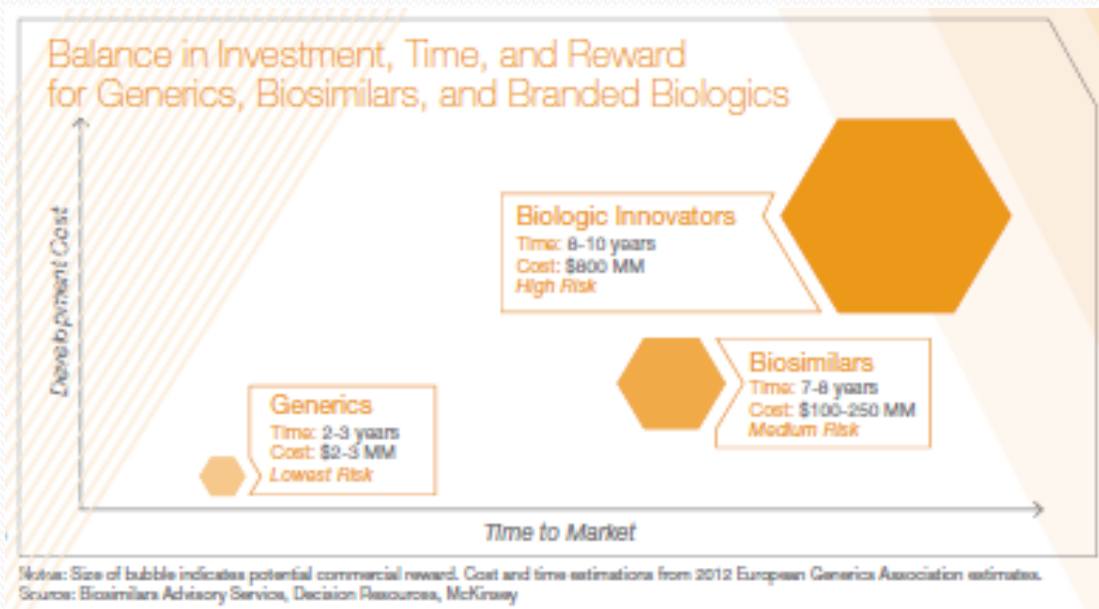 Balance in Investment, Time, and Reward
for Generics, Biosimilars, and Branded Biologics
Development Cost
Biologic Innovators
Time: 8-10 years
Cost: $800 MM
High Risk
Biosimilars
Time: 7-8 years
Cost: $100-250 MM
Medium Risk
Generics
Time: 2-3 years
Cost: $2-3 MM
Lowest Risk
Time to Market
Notes: Size of bubble indicates potential commercial reward. Cost and time estimations from 2012 European Generics Association estimates.
Source: Biosimilars Advisory Service, Decision Resources, McKinsey